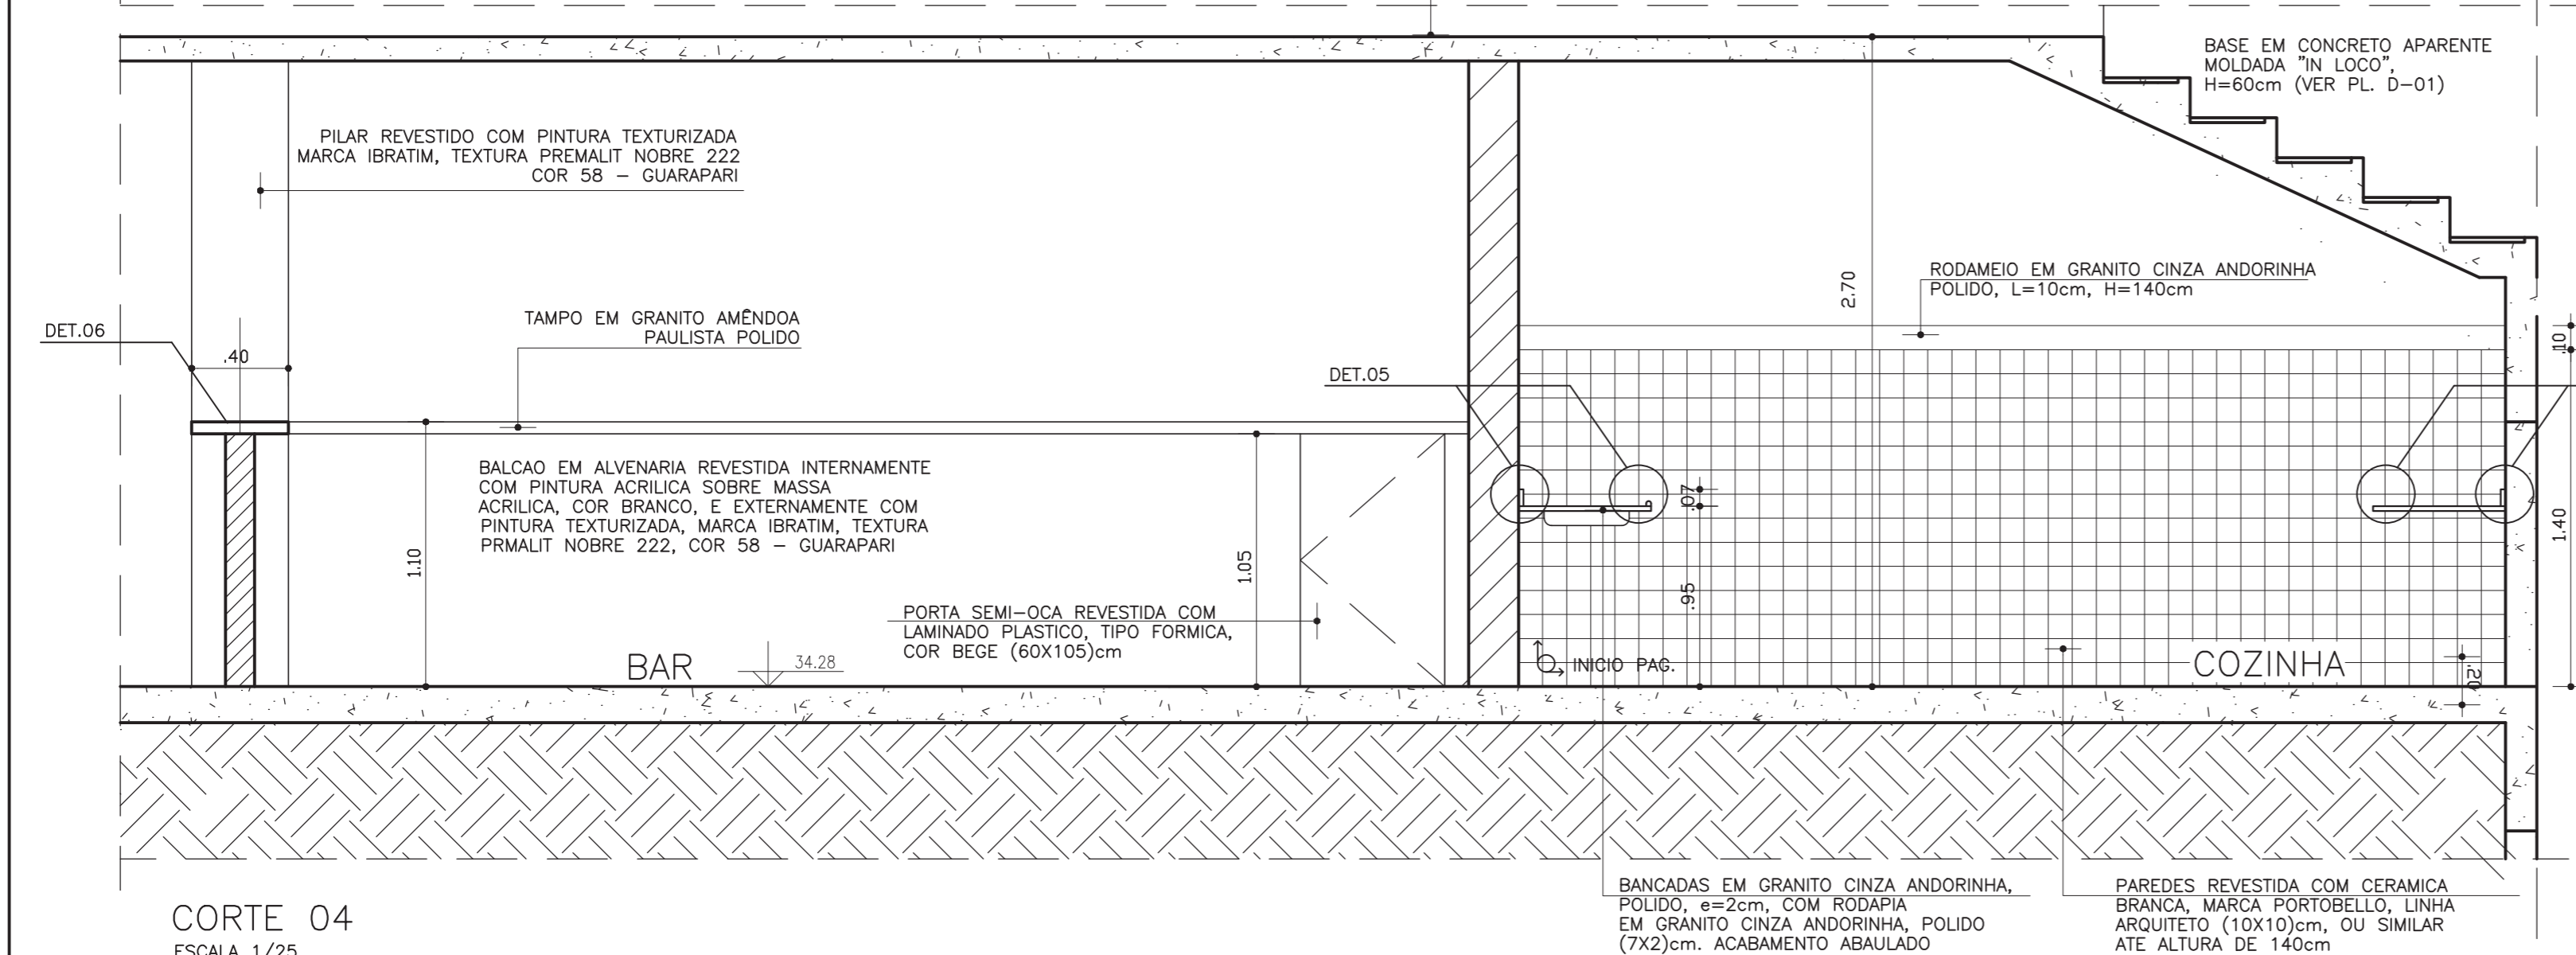 BASE EM CONCRETO APARENTE
MOLDADA "IN LOCO",
H=60cm (VER PL. D-01)
PILAR REVESTIDO COM PINTURA TEXTURIZADA
MARCA IBRATIM, TEXTURA PREMALIT NOBRE 222
COR 58 - GUARAPARI
2.70
RODAMEIO EM GRANITO CINZA ANDORINHA
POLIDO, L=10cm, H=140cm
TAMPO EM GRANITO AMÊNDOA
PAULISTA POLIDO
DET.06
.40
DET.05
.10
BALCAO EM ALVENARIA REVESTIDA INTERNAMENTE
COM PINTURA ACRILICA SOBRE MASSA
ACRILICA, COR BRANCO, E EXTERNAMENTE COM
PINTURA TEXTURIZADA, MARCA IBRATIM, TEXTURA
PRMALIT NOBRE 222, COR 58 - GUARAPARI
1.10
1.05
.07
.95
1.40
PORTA SEMI-OCA REVESTIDA COM
LAMINADO PLASTICO, TIPO FORMICA,
COR BEGE (60X105)cm
BAR
34.28
INICIO PAG.
COZINHA
.20
BANCADAS EM GRANITO CINZA ANDORINHA,
POLIDO, e=2cm, COM RODAPIA
EM GRANITO CINZA ANDORINHA, POLIDO
(7X2)cm. ACABAMENTO ABAULADO
PAREDES REVESTIDA COM CERAMICA
BRANCA, MARCA PORTOBELLO, LINHA
ARQUITETO (10X10)cm, OU SIMILAR
ATE ALTURA DE 140cm
CORTE 04
ESCALA 1/25